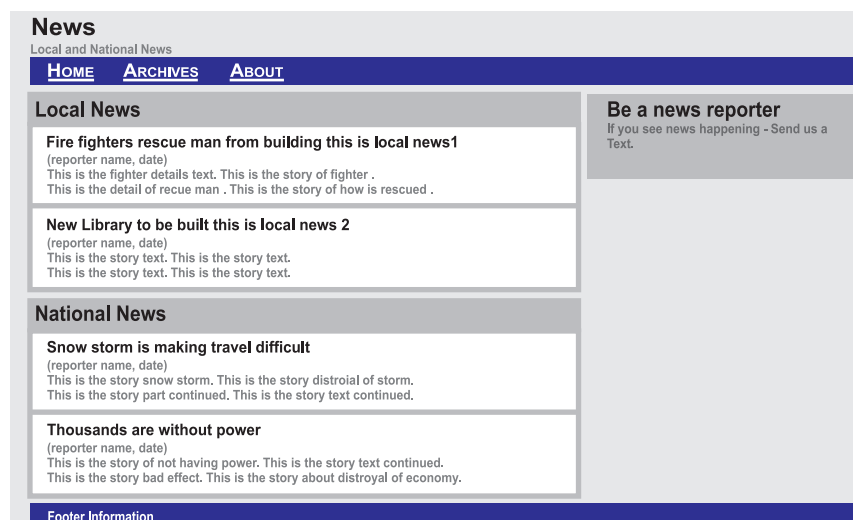 News
Local and National News
HOME ARCHIVES ABOUT
Local News
Fire fighters rescue man from building this is local news1
(reporter name, date)
This is the fighter details text. This is the story of fighter .
This is the detail of recue man . This is the story of how is rescued .
New Library to be built this is local news 2
(reporter name, date)
This is the story text. This is the story text.
This is the story text. This is the story text.
National News
Snow storm is making travel difficult
(reporter name, date)
This is the story snow storm. This is the story distroial of storm.
This is the story part continued. This is the story text continued.
Thousands are without power
(reporter name, date)
This is the story of not having power. This is the story text continued.
This is the story bad effect. This is the story about distroyal of economy.
Be a news reporter
If you see news happening - Send us a
Text.
Footer Information